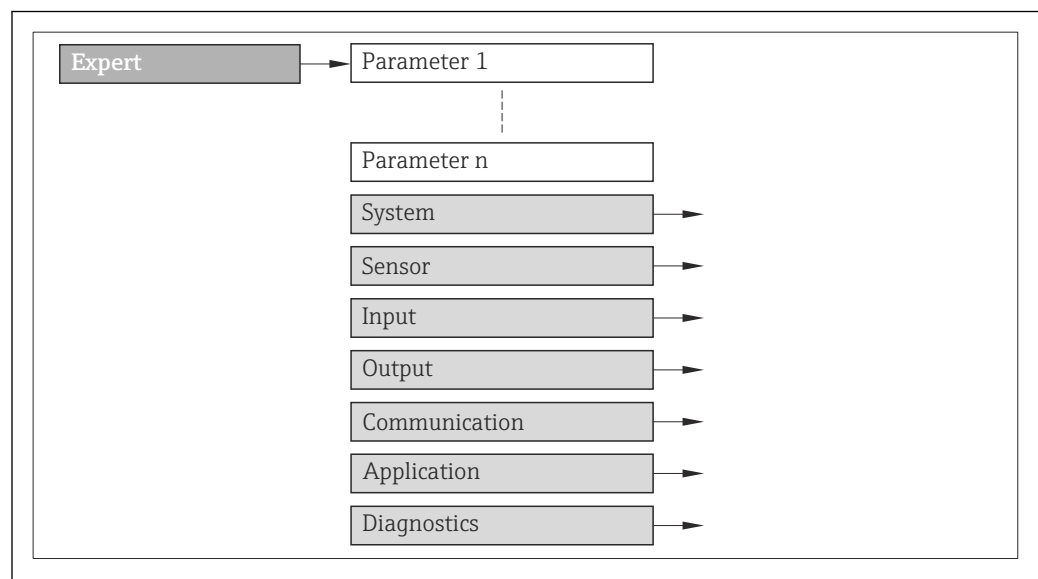 Expert
Parameter 1
Parameter n
System
Sensor
Input
Output
Communication
Application
Diagnostics